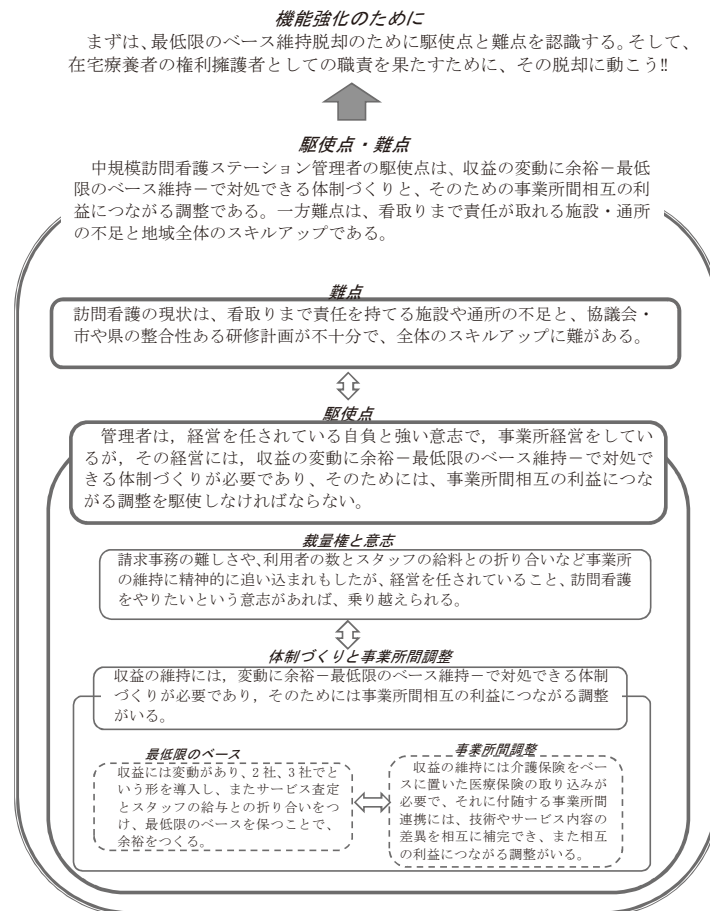 機能強化のために
まずは、最低限のベース維持脱却のために駆使点と難点を認識する。そして、
在宅療養者の権利擁護者としての職責を果たすために、その脱却に動こう!!
駆使点・難点
中規模訪問看護ステーション管理者の駆使点は、収益の変動に余裕－最低
限のベース維持－で対処できる体制づくりと、そのための事業所間相互の利
益につながる調整である。一方難点は、看取りまで責任が取れる施設・通所
の不足と地域全体のスキルアップである。
難点
訪問看護の現状は、看取りまで責任を持てる施設や通所の不足と、協議会・
市や県の整合性ある研修計画が不十分で、全体のスキルアップに難がある。
駆使点
管理者は，経営を任されている自負と強い意志で，事業所経営をしてい
るが，その経営には，収益の変動に余裕－最低限のベース維持－で対処で
きる体制づくりが必要であり、そのためには、事業所間相互の利益につな
がる調整を駆使しなければならない。
裁量権と意志
請求事務の難しさや、利用者の数とスタッフの給料との折り合いなど事業所
の維持に精神的に追い込まれもしたが、経営を任されていること、訪問看護
をやりたいという意志があれば、乗り越えられる。
体制づくりと事業所間調整
収益の維持には，変動に余裕－最低限のベース維持－で対処できる体制
づくりが必要であり，そのためには事業所間相互の利益につながる調整
がいる。
最低限のベース
収益には変動があり、2社、3社でと
いう形を導入し、またサービス査定
とスタッフの給与との折り合いをつ
け、最低限のベースを保つことで、
余裕をつくる。
事業所間調整
収益の維持には介護保険をベー
スに置いた医療保険の取り込みが
必要で、それに付随する事業所間
連携には、技術やサービス内容の
差異を相互に補完でき、また相互
の利益につながる調整がいる。